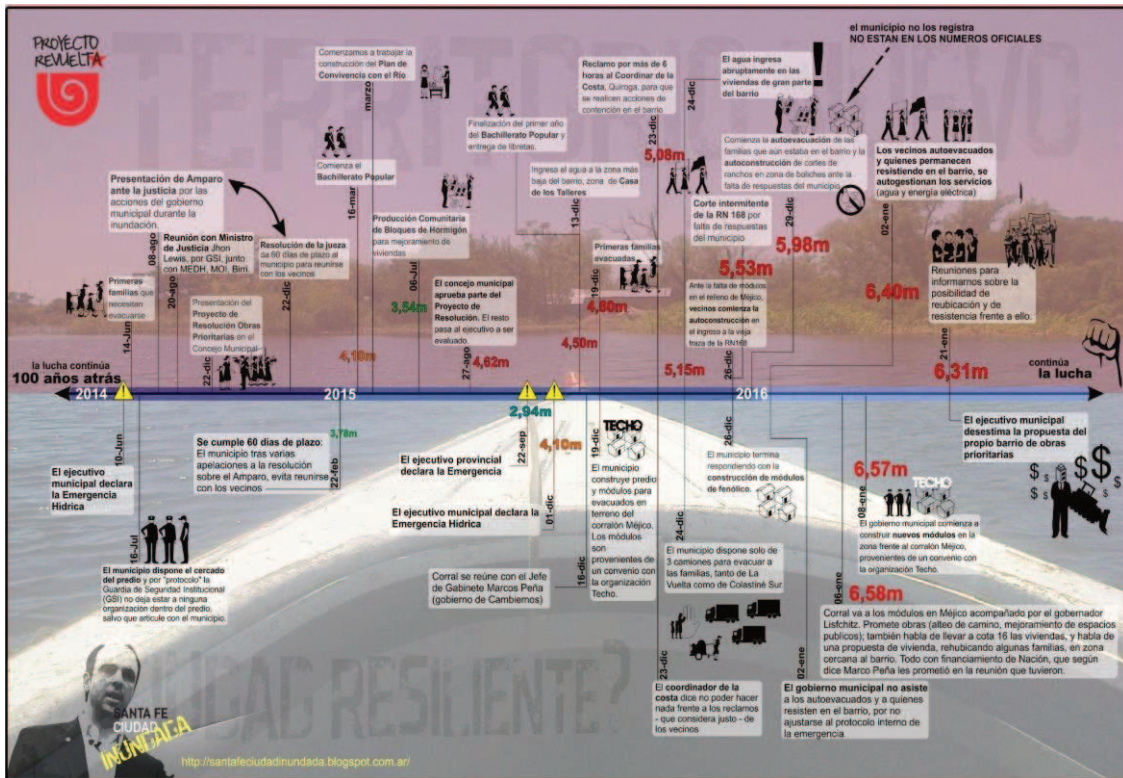 PROYECTO
REVUELTA
Comenzamos a trabajar la
construcción del Plan de
Convivencia con el Río
marzo
Reclamo por más de 6
horas al Coordinar de la
Costa, Quiroga, para que
se realicen acciones de
contención en el barrio
23-dic
5,08m
24-dic
El agua ingresa
abruptamente en las
viviendas de gran parte
del barrio
!
el municipio no los registra
NO ESTAN EN LOS NUMEROS OFICIALES
Finalización del primer año
del Bachillerato Popular y
entrega de libretas.
Comienza la autoevacuación de las
familias que aún estaba en el barrio y la
autoconstrucción de cortes de
ranchos en zona de boliches ante la
falta de respuestas del municipio
29-dic
5,98m
Los vecinos autoevacuados
y quienes permanecen
resistiendo en el barrio, se
autogestionan los servicios
(agua y energía eléctrica)
02-ene
6,40m
Presentación de Amparo
ante la justicia por las
acciones del gobierno
municipal durante la
inundación.
08-ago
Comienza el
Bachillerato Popular
16-mar
Ingresa el agua a la zona más
baja del barrio, zona de Casa
de los Talleres
13-dic
4,50m
Corte intermitente
de la RN 168 por
falta de respuestas
del municipio
5,53m
Reunión con Ministro
de Justicia Jhon
Lewis, por GSI, junto
con MEDH, MOI, Birri.
20-ago
Resolución de la jueza
da 60 días de plazo al
municipio para reunirse
con los vecinos
22-dic
Producción Comunitaria
de Bloques de Hormigón
para mejoramiento de
viviendas
06-Jul
3,54m
Primeras familias
evacuadas
19-dic
4,80m
Reuniones para
informarnos sobre la
posibilidad de
reubicación y de
resistencia frente a ello.
21-ene
6,31m
Primeras
familias que
necesitan
evacuarse
14-Jun
Presentación del
Proyecto de
Resolución Obras
Prioritarias en el
Concejo Municipal
22-dic
El concejo municipal
aprueba parte del
Proyecto de
Resolución. El resto
pasa al ejecutivo a ser
evaluado.
27-ago
4,62m
Ante la falta de módulos
en el relleno de Méjico,
vecinos comienza la
autoconstrucción en el
ingreso a la vieja
traza de la RN168
26-dic
5,15m
la lucha continúa
100 años atrás
continúa
la lucha
2014
2015
2016
10-Jun
El ejecutivo
municipal declara
la Emergencia
Hídrica
Se cumple 60 días de plazo:
El municipio tras varias
apelaciones a la resolución
sobre el Amparo, evita reunirse
con los vecinos
22-feb
3,78m
2,94m
22-sep
El ejecutivo provincial
declara la Emergencia
4,10m
01-dic
El ejecutivo municipal declara la
Emergencia Hídrica
TECHO
19-dic
El municipio
construye predio y
módulos para
evacuados en
terreno del
corralón Méjico.
Los módulos
son
provenientes de
un convenio con
la organización
Techo.
26-dic
El municipio termina
respondiendo con la
construcción de módulos
de fenólico.
El ejecutivo municipal
desestima la propuesta del
propio barrio de obras
prioritarias
6,57m
08-ene
TECHO
El gobierno municipal comienza a
construir nuevos módulos en la
zona frente al corralón Méjico,
provenientes de un convenio con
la organización Techo.
$ $ $ $ $ $
16-Jul
El municipio dispone el cercado
del predio y por "protocolo" la
Guardia de Seguridad Institucional
(GSI) no deja estar a ninguna
organización dentro del predio,
salvo que articule con el municipio.
Corral se reúne con el Jefe
de Gabinete Marcos Peña
(gobierno de Cambiemos)
16-dic
24-dic
El municipio dispone solo de
3 camiones para evacuar a
las familias, tanto de La
Vuelta como de Colastiné Sur
06-ene
6,58m
Corral va a los módulos en Méjico acompañado por el gobernador
Lisfchitz. Promete obras (alteo de camino, mejoramiento de espacios
publicos); también habla de llevar a cota 16 las viviendas, y habla de
una propuesta de vivienda, rehubicando algunas familias, en zona
cercana al barrio. Todo con financiamiento de Nación, que según
dice Marco Peña les prometió en la reunión que tuvieron.
23-dic
El coordinador de la
costa dice no poder hacer
nada frente a los reclamos
- que considera justo - de
los vecinos
02-ene
El gobierno municipal no asiste
a los autoevacuados y a quienes
resisten en el barrio, por no
ajustarse al protocolo interno de
la emergencia.
CIUDAD RESILIENTE?
SANTA FE
CIUDAD
INUNDADA
http://santafeciudadinundada.blogspot.com.ar/